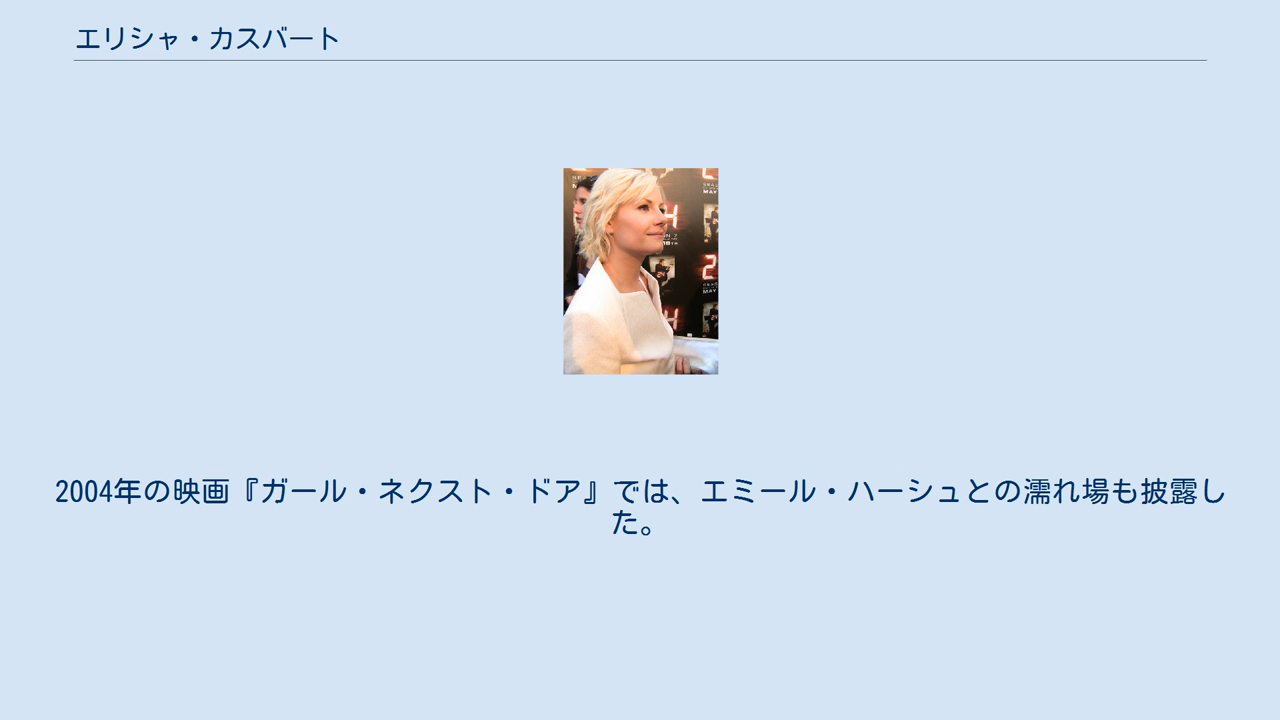 エリシャ・カスバート
2004年の映画『ガール・ネクスト・ドア』では、エミール・ハーシュとの濡れ場も披露し
た。